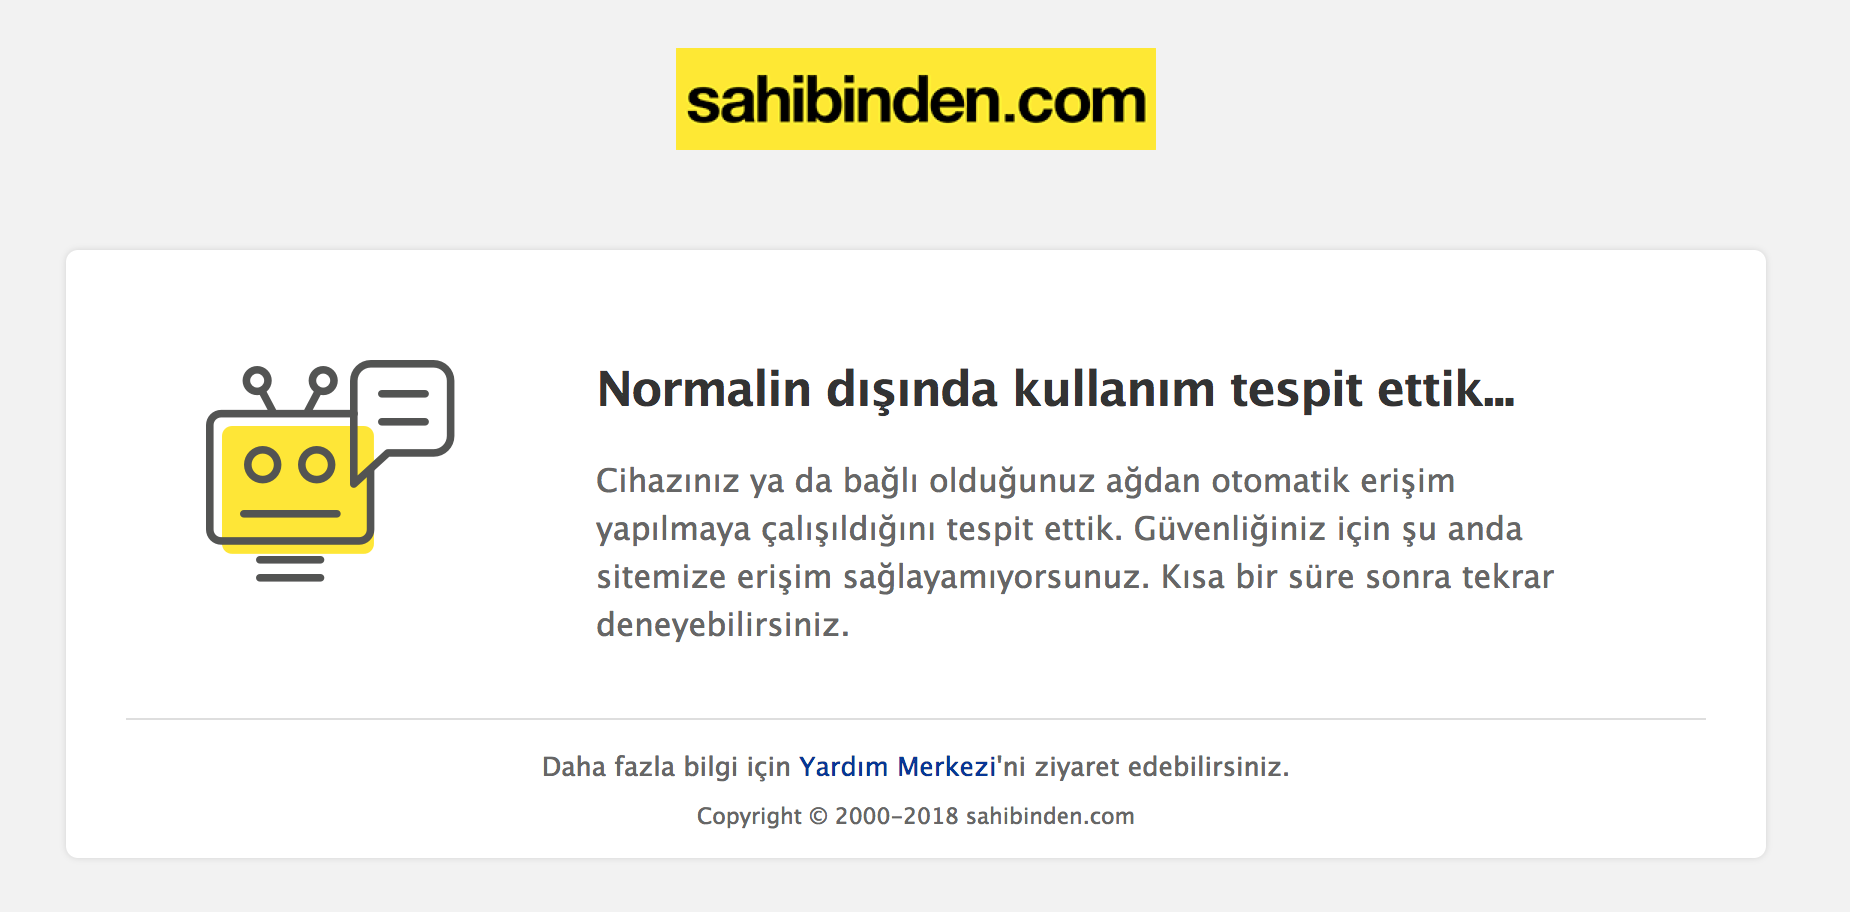 sahibinden.com
Normalin dışında kullanım tespit ettik...
Cihazınız ya da bağlı olduğunuz ağdan otomatik erişim
yapılmaya çalışıldığını tespit ettik. Güvenliğiniz için şu anda
sitemize erişim sağlayamıyorsunuz. Kısa bir süre sonra tekrar
deneyebilirsiniz.
Daha fazla bilgi için Yardım Merkezi'ni ziyaret edebilirsiniz.
Copyright © 2000-2018 sahibinden.com